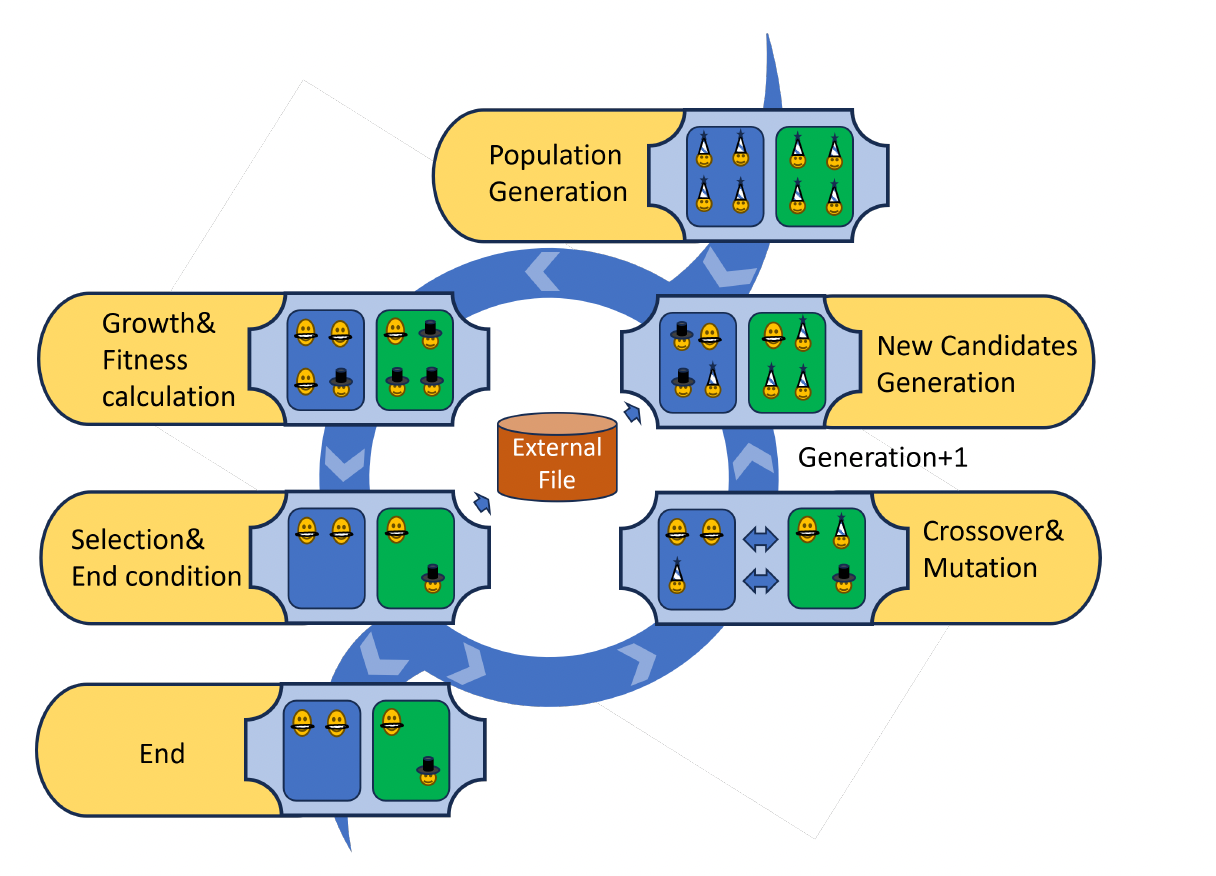 Population
Generation
Growth&
Fitness
calculation
New Candidates
Generation
External
File
Generation+1
Selection&
End condition
Crossover&
Mutation
End